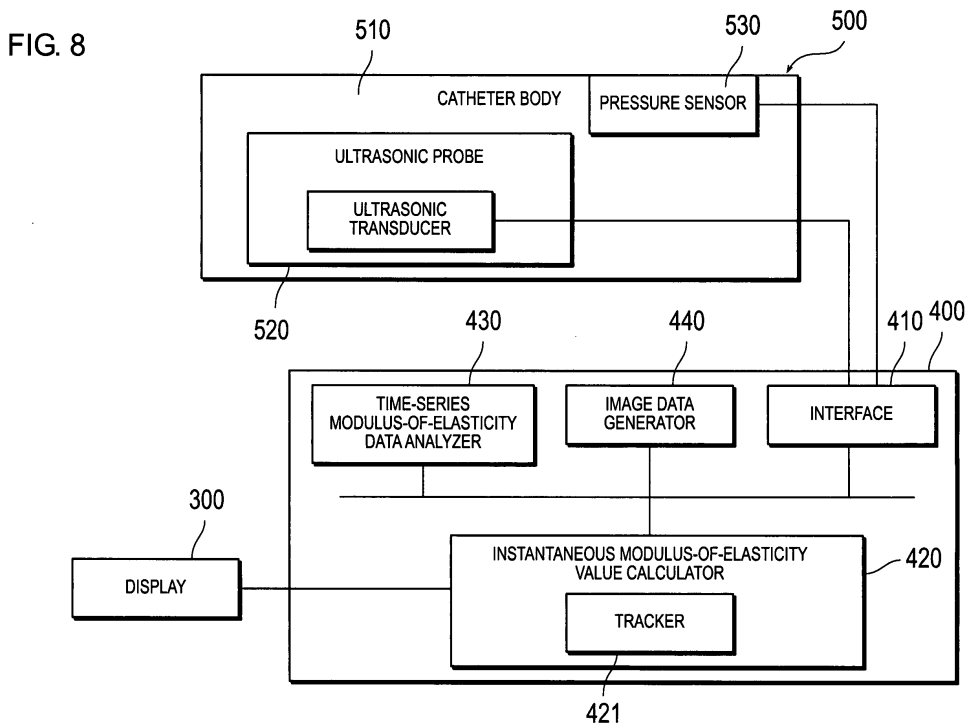 FIG. 8
510
530
500
CATHETER BODY
PRESSURE SENSOR
ULTRASONIC PROBE
ULTRASONIC
TRANSDUCER
520
430
440
410
400
TIME-SERIES
MODULUS-OF-ELASTICITY
DATA ANALYZER
IMAGE DATA
GENERATOR
INTERFACE
300
DISPLAY
INSTANTANEOUS MODULUS-OF-ELASTICITY
VALUE CALCULATOR
420
TRACKER
421